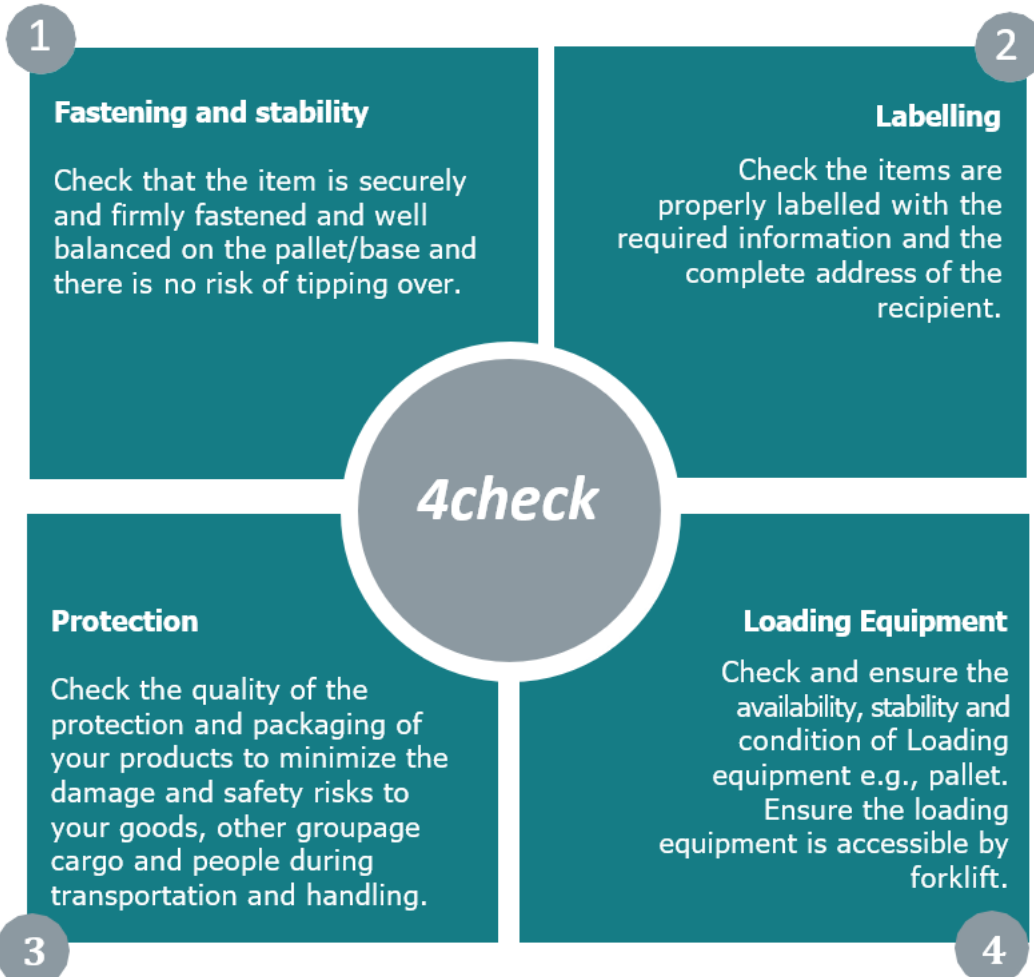 1
Fastening and stability
Check that the item is securely
and firmly fastened and well
balanced on the pallet/base and
there is no risk of tipping over.
2
Labelling
Check the items are
properly labelled with the
required information and the
complete address of the
recipient.
4check
Protection
Check the quality of the
protection and packaging of
your products to minimize the
damage and safety risks to
your goods, other groupage
cargo and people during
transportation and handling.
3
Loading Equipment
Check and ensure the
availability, stability and
condition of Loading
equipment e.g., pallet.
Ensure the loading
equipment is accessible by
forklift.
4